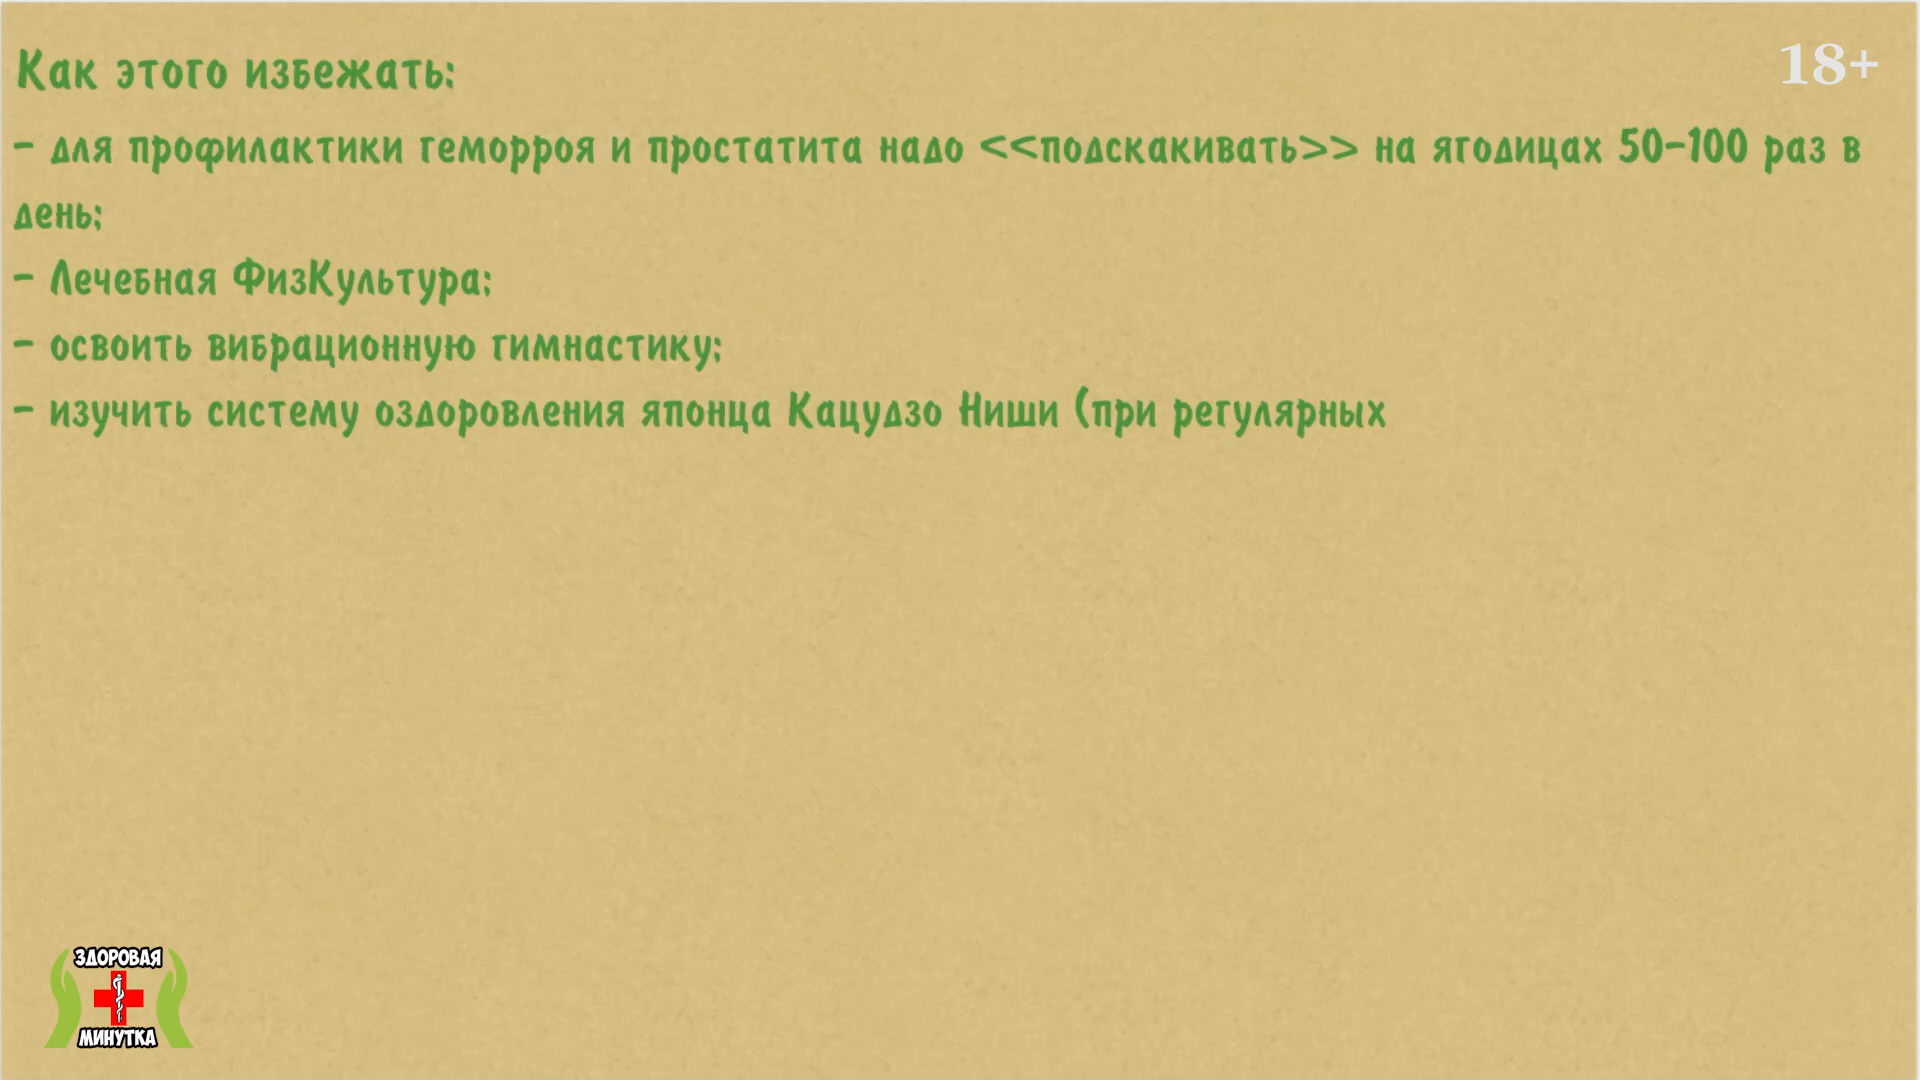 Как этого избежать:
18+
- для профилактики геморроя и простатита надо <<подскакивать>> на ягодицах 50-100 раз в
день;
- Лечебная ФизКультура;
- освоить вибрационную гимнастику;
- изучить систему оздоровления японца Кацудзо Ниши (при регулярных
ЗДОРОВАЯ
МИНУТКА